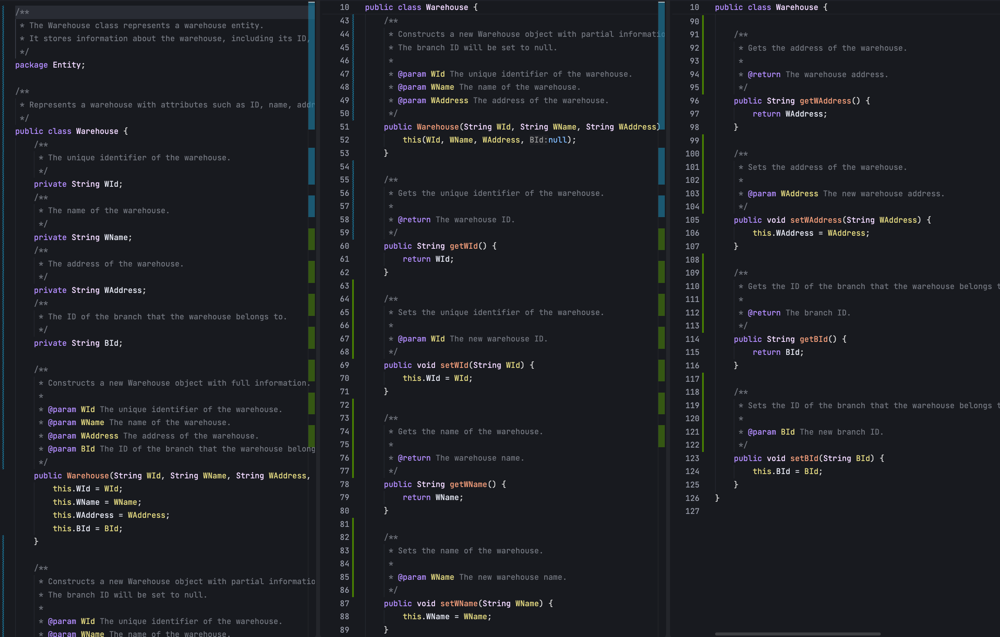 /**
 * The Warehouse class represents a warehouse entity.
 * It stores information about the warehouse, including its ID,
 */
package Entity;

/**
 * Represents a warehouse with attributes such as ID, name, addr
 */
public class Warehouse {
    /**
     * The unique identifier of the warehouse.
     */
    private String WId;
    /**
     * The name of the warehouse.
     */
    private String WName;
    /**
     * The address of the warehouse.
     */
    private String WAddress;
    /**
     * The ID of the branch that the warehouse belongs to.
     */
    private String BId;

    /**
     * Constructs a new Warehouse object with full information.
     *
     * @param WId The unique identifier of the warehouse.
     * @param WName The name of the warehouse.
     * @param WAddress The address of the warehouse.
     * @param BId The ID of the branch that the warehouse belong
     */
    public Warehouse(String WId, String WName, String WAddress,
        this.WId = WId;
        this.WName = WName;
        this.WAddress = WAddress;
        this.BId = BId;
    }

    /**
     * Constructs a new Warehouse object with partial informatio
     * The branch ID will be set to null.
     *
     * @param WId The unique identifier of the warehouse.
     * @param WName The name of the warehouse.
10 public class Warehouse {
43     /**
44      * Constructs a new Warehouse object with partial informatio
45      * The branch ID will be set to null.
46      *
47      * @param WId The unique identifier of the warehouse.
48      * @param WName The name of the warehouse.
49      * @param WAddress The address of the warehouse.
50      */
51     public Warehouse(String WId, String WName, String WAddress)
52         this(WId, WName, WAddress, BId:null);
53     }
54
55     /**
56      * Gets the unique identifier of the warehouse.
57      *
58      * @return The warehouse ID.
59      */
60     public String getWId() {
61         return WId;
62     }
63
64     /**
65      * Sets the unique identifier of the warehouse.
66      *
67      * @param WId The new warehouse ID.
68      */
69     public void setWId(String WId) {
70         this.WId = WId;
71     }
72
73     /**
74      * Gets the name of the warehouse.
75      *
76      * @return The warehouse name.
77      */
78     public String getWName() {
79         return WName;
80     }
81
82     /**
83      * Sets the name of the warehouse.
84      *
85      * @param WName The new warehouse name.
86      */
87     public void setWName(String WName) {
88         this.WName = WName;
89     }
10 public class Warehouse {
90
91     /**
92      * Gets the address of the warehouse.
93      *
94      * @return The warehouse address.
95      */
96     public String getWAddress() {
97         return WAddress;
98     }
99
100     /**
101      * Sets the address of the warehouse.
102      *
103      * @param WAddress The new warehouse address.
104      */
105     public void setWAddress(String WAddress) {
106         this.WAddress = WAddress;
107     }
108
109     /**
110      * Gets the ID of the branch that the warehouse belongs t
111      *
112      * @return The branch ID.
113      */
114     public String getBId() {
115         return BId;
116     }
117
118     /**
119      * Sets the ID of the branch that the warehouse belongs t
120      *
121      * @param BId The new branch ID.
122      */
123     public void setBId(String BId) {
124         this.BId = BId;
125     }
126 }
127